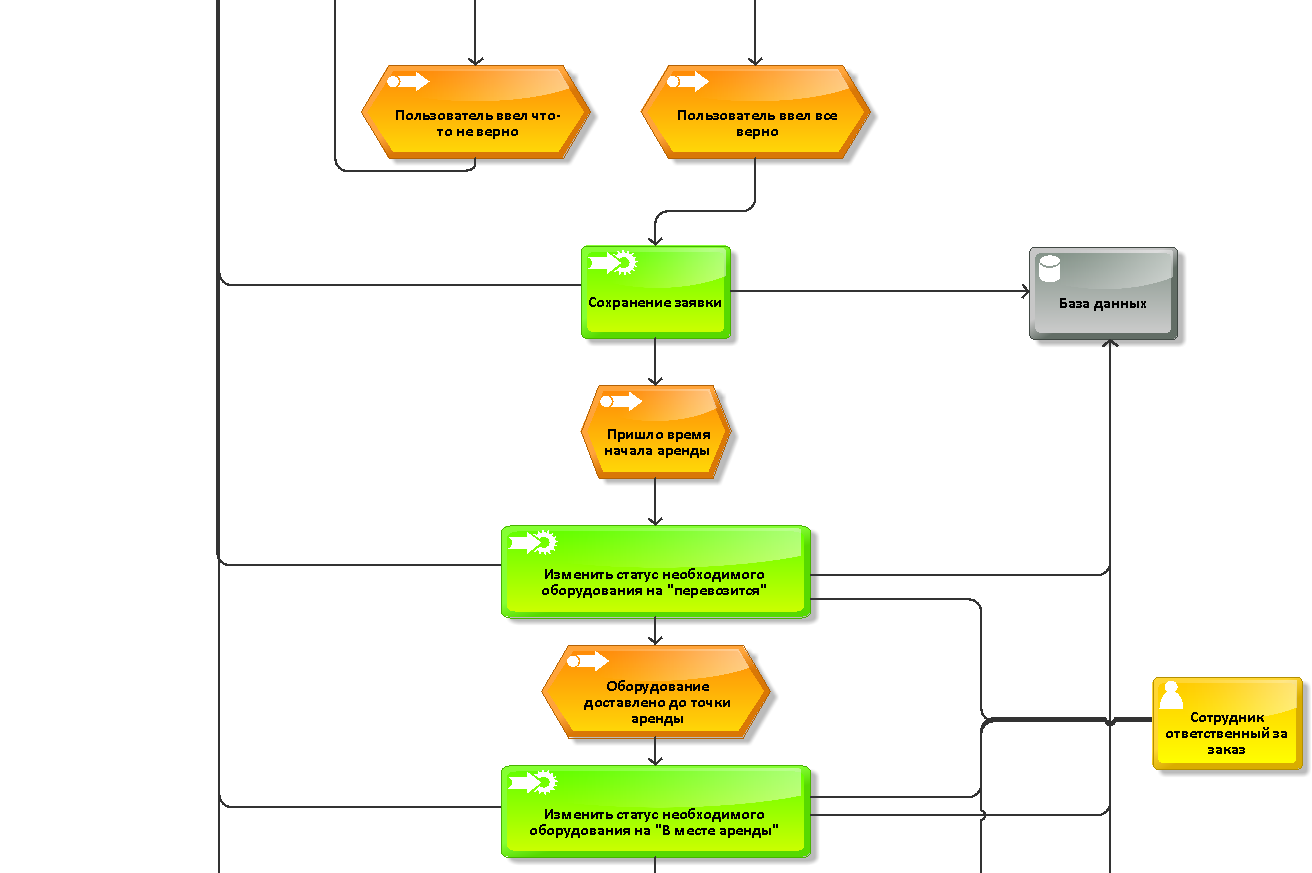 Пользователь ввел что-
то не верно
Пользователь ввел все
верно
Сохранение заявки
База данных
Пришло время
начала аренды
Изменить статус необходимого
оборудования на "перевозится"
Оборудование
доставлено до точки
аренды
Сотрудник
ответственный за
заказ
Изменить статус необходимого
оборудования на "В месте аренды"